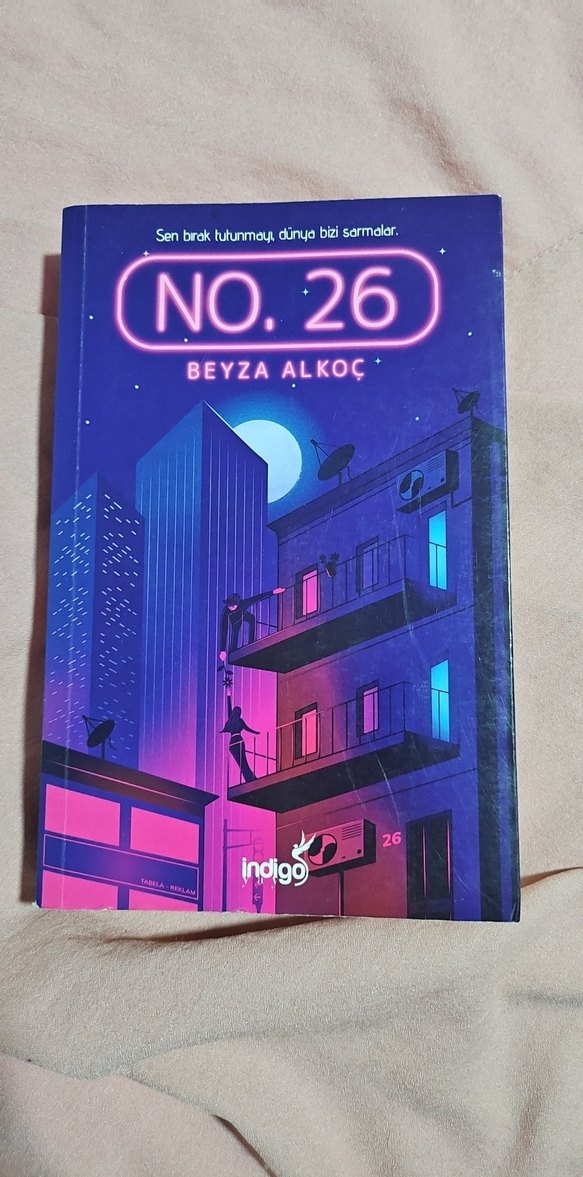 Sen bırak tutunmayı, dünya bizi sarmalar.
NO. 26
BEYZA ALKOÇ
26
TABELA - REKLAM
indigo